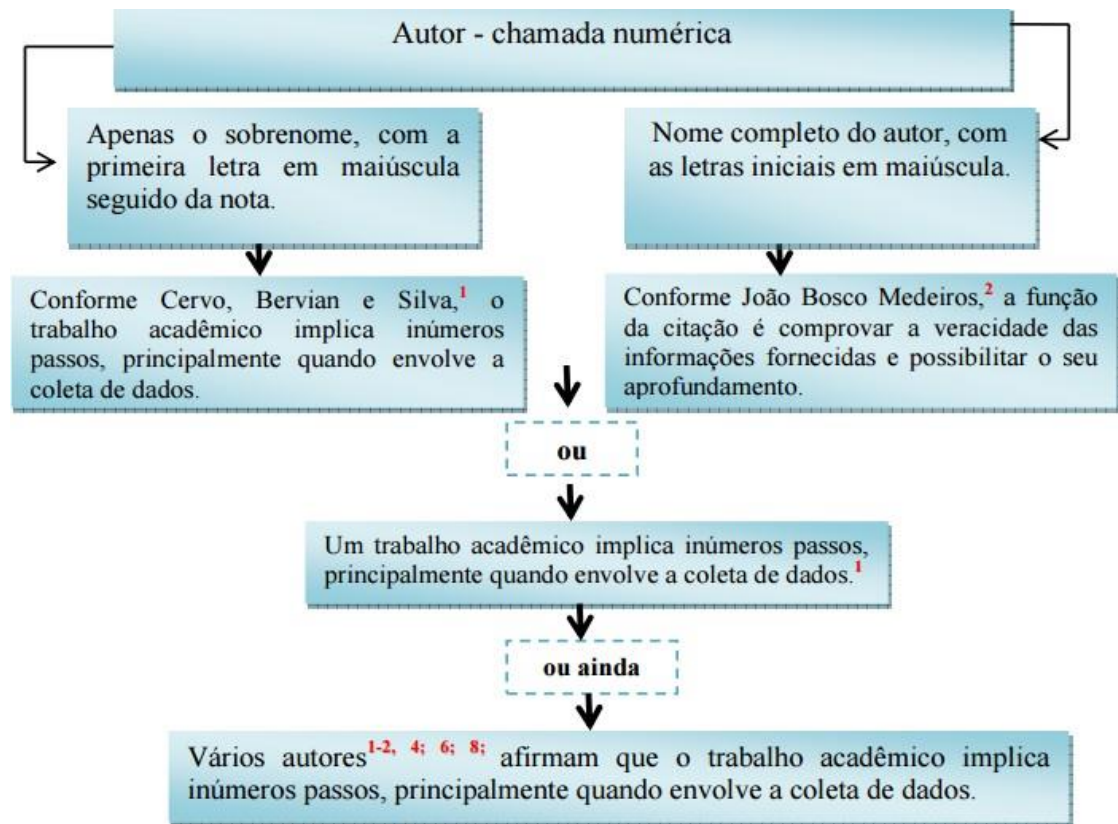 Autor - chamada numérica
Apenas o sobrenome, com a
primeira letra em maiúscula
seguido da nota.
Nome completo do autor, com
as letras iniciais em maiúscula.
Conforme Cervo, Bervian e Silva,¹ o
trabalho acadêmico implica inúmeros
passos, principalmente quando envolve a
coleta de dados.
Conforme João Bosco Medeiros,² a função
da citação é comprovar a veracidade das
informações fornecidas e possibilitar o seu
aprofundamento.
ou
Um trabalho acadêmico implica inúmeros passos,
principalmente quando envolve a coleta de dados.¹
ou ainda
Vários autores1-2, 4; 6; 8; afirmam que o trabalho acadêmico implica
inúmeros passos, principalmente quando envolve a coleta de dados.